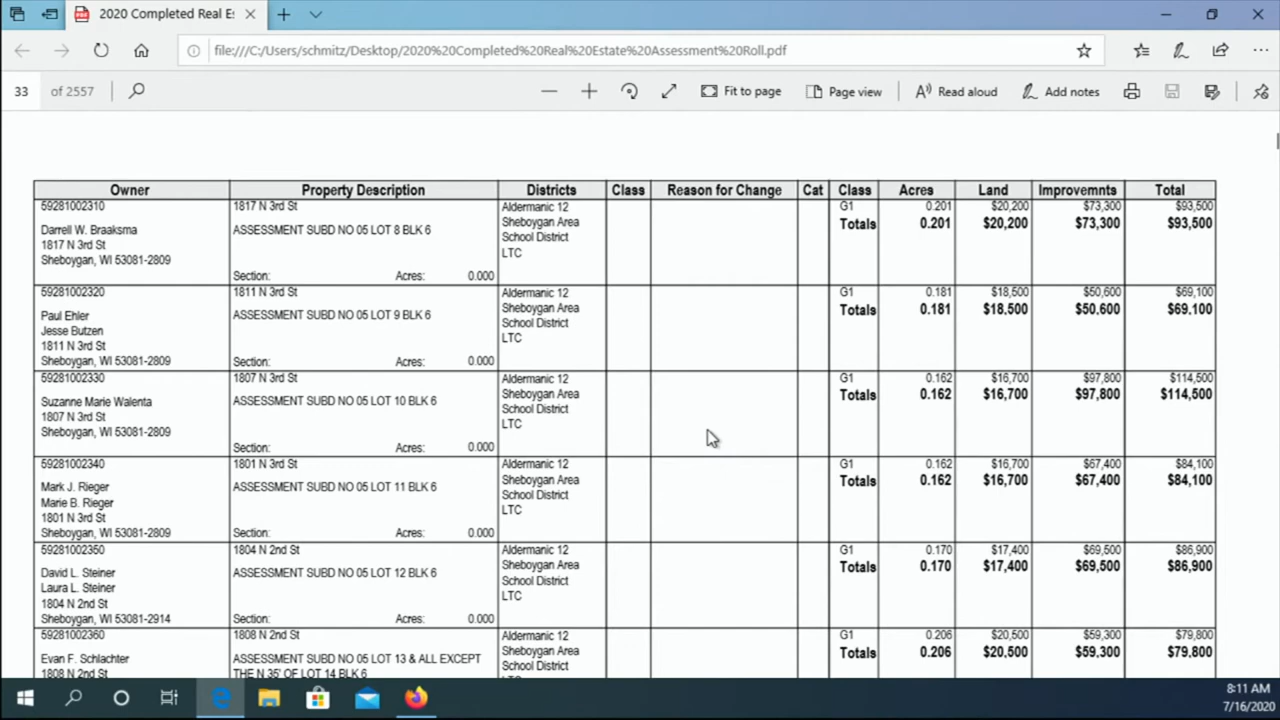 2020 Completed Real Es
file:///C:/Users/schmitz/Desktop/2020%20Completed%20Real%20Estate%20Assessment%20Roll.pdf
33 of 2557 Fit to page Page view Read aloud Add notes
Owner Property Description Districts Class Reason for Change Cat Class Acres Land Improvemnts Total
59281002310 1817 N 3rd St Aldermanic 12 G1 0.201 $20,200 $73,300 $93,500
Sheboygan Area Totals 0.201 $20,200 $73,300 $93,500
Darrell W. Braaksma ASSESSMENT SUBD NO 05 LOT 8 BLK 6 School District
1817 N 3rd St
Sheboygan, WI 53081-2809 LTC
Section: Acres: 0.000
59281002320 1811 N 3rd St Aldermanic 12 G1 0.181 $18,500 $50,600 $69,100
Sheboygan Area Totals 0.181 $18,500 $50,600 $69,100
Paul Ehler ASSESSMENT SUBD NO 05 LOT 9 BLK 6 School District
Jesse Butzen LTC
1811 N 3rd St
Sheboygan, WI 53081-2809 Section: Acres: 0.000
59281002330 1807 N 3rd St Aldermanic 12 G1 0.162 $16,700 $97,800 $114,500
Sheboygan Area Totals 0.162 $16,700 $97,800 $114,500
Suzanne Marie Walenta ASSESSMENT SUBD NO 05 LOT 10 BLK 6 School District
1807 N 3rd St LTC
Sheboygan, WI 53081-2809
Section: Acres: 0.000
59281002340 1801 N 3rd St Aldermanic 12 G1 0.162 $16,700 $67,400 $84,100
Sheboygan Area Totals 0.162 $16,700 $67,400 $84,100
Mark J. Rieger ASSESSMENT SUBD NO 05 LOT 11 BLK 6 School District
Marie B. Rieger LTC
1801 N 3rd St
Sheboygan, WI 53081-2809 Section: Acres: 0.000
59281002350 1804 N 2nd St Aldermanic 12 G1 0.170 $17,400 $69,500 $86,900
Sheboygan Area Totals 0.170 $17,400 $69,500 $86,900
David L. Steiner ASSESSMENT SUBD NO 05 LOT 12 BLK 6 School District
Laura L. Steiner LTC
1804 N 2nd St
Sheboygan, WI 53081-2914 Section: Acres: 0.000
59281002360 1808 N 2nd St Aldermanic 12 G1 0.206 $20,500 $59,300 $79,800
Sheboygan Area Totals 0.206 $20,500 $59,300 $79,800
Evan F. Schlachter ASSESSMENT SUBD NO 05 LOT 13 & ALL EXCEPT School District
1808 N 2nd St THE N 35' OF LOT 14 BLK 6
8:11 AM
7/16/2020